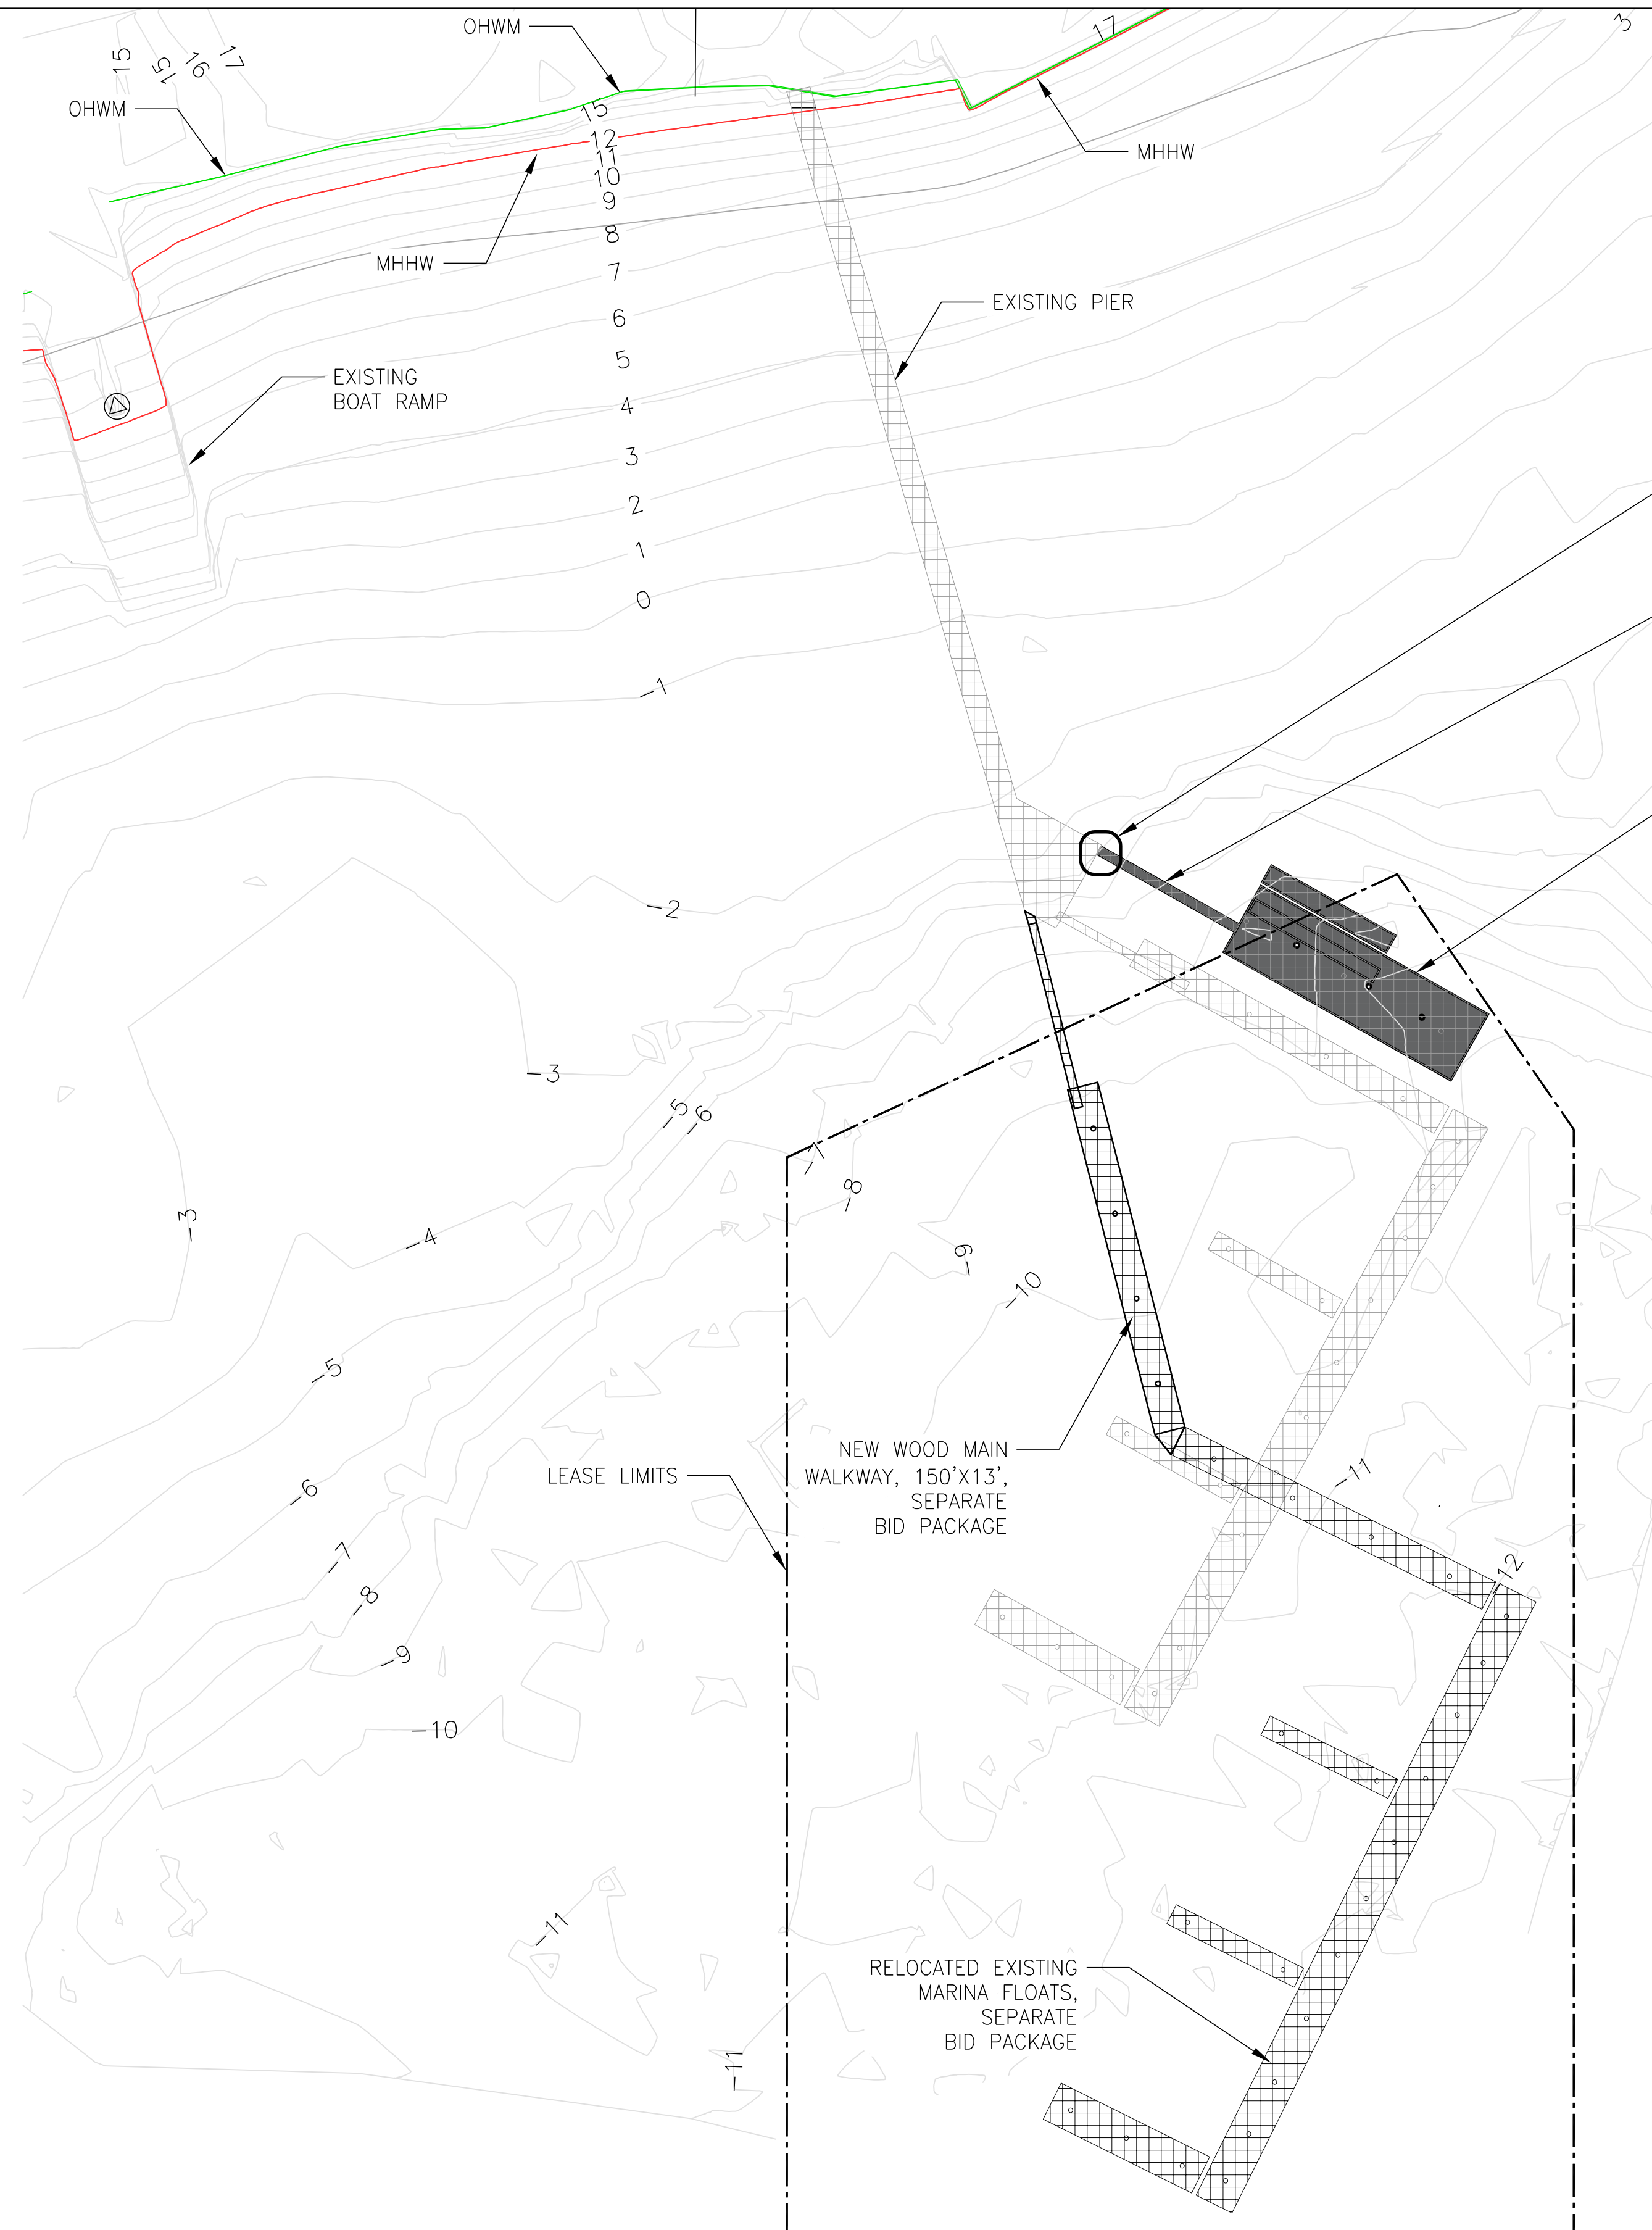 OHWM
17
3
15
15
16
17
OHWM
15
12
11
10
9
8
7
6
5
4
3
2
1
0
-1
-2
MHHW
MHHW
EXISTING PIER
EXISTING
BOAT RAMP
-3
-5
-6
-7
-8
-3
-4
-9
-10
-5
NEW WOOD MAIN
WALKWAY, 150'X13',
SEPARATE
BID PACKAGE
LEASE LIMITS
-11
-6
-7
-8
12
-9
-10
-11
RELOCATED EXISTING
MARINA FLOATS,
SEPARATE
BID PACKAGE
-11